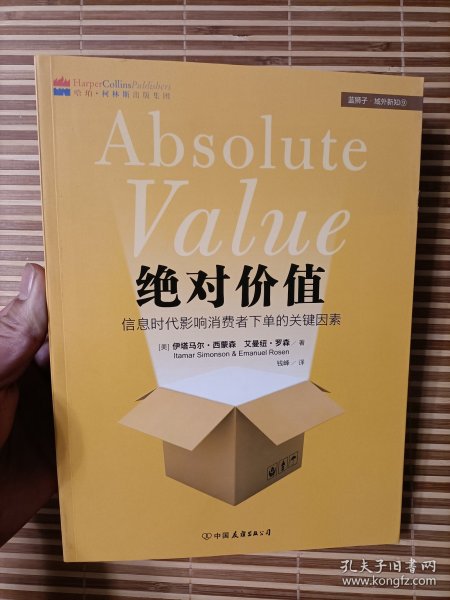 HarperCollinsPublishers
哈珀·柯林斯出版集团
蓝狮子·域外新知⑨
Absolute
Value
绝对价值
信息时代影响消费者下单的关键因素
[美] 伊塔马尔·西蒙森 艾曼纽·罗森/著
Itamar Simonson & Emanuel Rosen
钱峰/译
中国友谊出版公司
孔夫子旧书网
www.kongfz.com